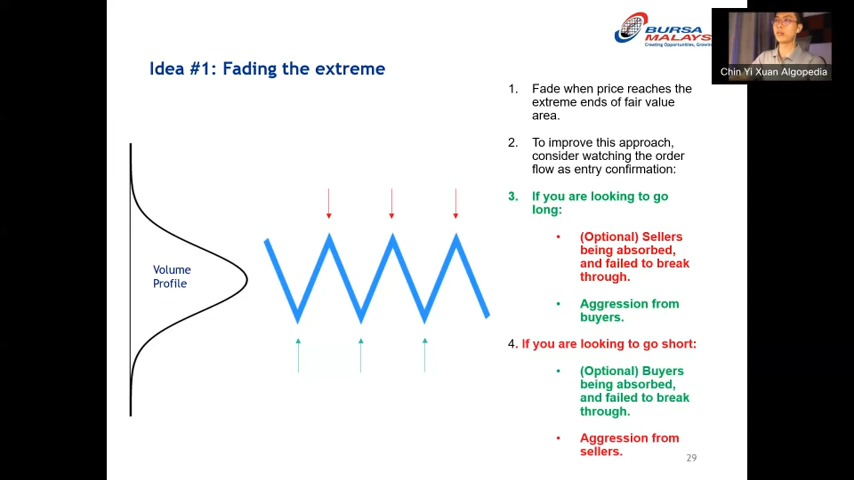 BURSA
MALAYS
Creating Opportunities, Growin
Chin Yi Xuan Algopedia
Idea #1: Fading the extreme
1. Fade when price reaches the
extreme ends of fair value
area.
2. To improve this approach,
consider watching the order
flow as entry confirmation:
3. If you are looking to go
long:
• (Optional) Sellers
being absorbed,
and failed to break
through.
• Aggression from
buyers.
4. If you are looking to go short:
• (Optional) Buyers
being absorbed,
and failed to break
through.
• Aggression from
sellers.
Volume
Profile
29